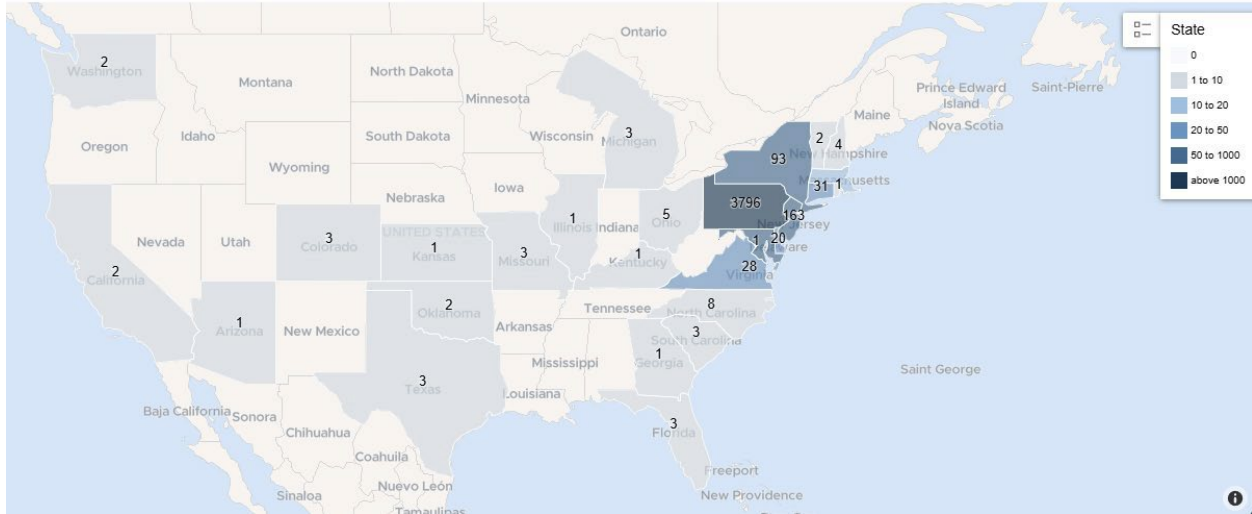 State
0
1 to 10
10 to 20
20 to 50
50 to 1000
above 1000
Ontario
2
Washington
Montana
North Dakota
Minnesota
Prince Edward
Island
Saint-Pierre
Maine
Nova Scotia
Oregon
Idaho
South Dakota
Wisconsin
3
Michigan
2
4
New Hampshire
93
Wyoming
Iowa
31
1
Massachusetts
Nebraska
3796
163
New Jersey
Nevada
Utah
3
Colorado
UNITED STATES
1
Kansas
3
Missouri
1
Illinois
Indiana
5
Ohio
1
20
ware
2
California
1
Kentucky
28
Virginia
1
Arizona
New Mexico
2
Oklahoma
Arkansas
Tennessee
8
North Carolina
3
South Carolina
Mississippi
1
Georgia
3
Texas
Louisiana
Saint George
Baja California
Sonora
Chihuahua
3
Florida
Coahuila
Freeport
Sinaloa
Nuevo León
New Providence
Tamaulipas